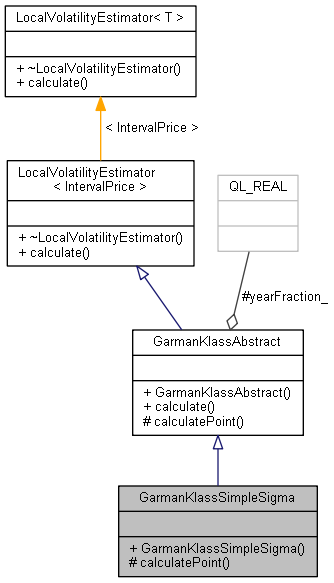 LocalVolatilityEstimator< T >
+ ~LocalVolatilityEstimator()
+ calculate()
< IntervalPrice >
LocalVolatilityEstimator
< IntervalPrice >
+ ~LocalVolatilityEstimator()
+ calculate()
QL_REAL
#yearFraction_
GarmanKlassAbstract
+ GarmanKlassAbstract()
+ calculate()
# calculatePoint()
GarmanKlassSimpleSigma
+ GarmanKlassSimpleSigma()
# calculatePoint()